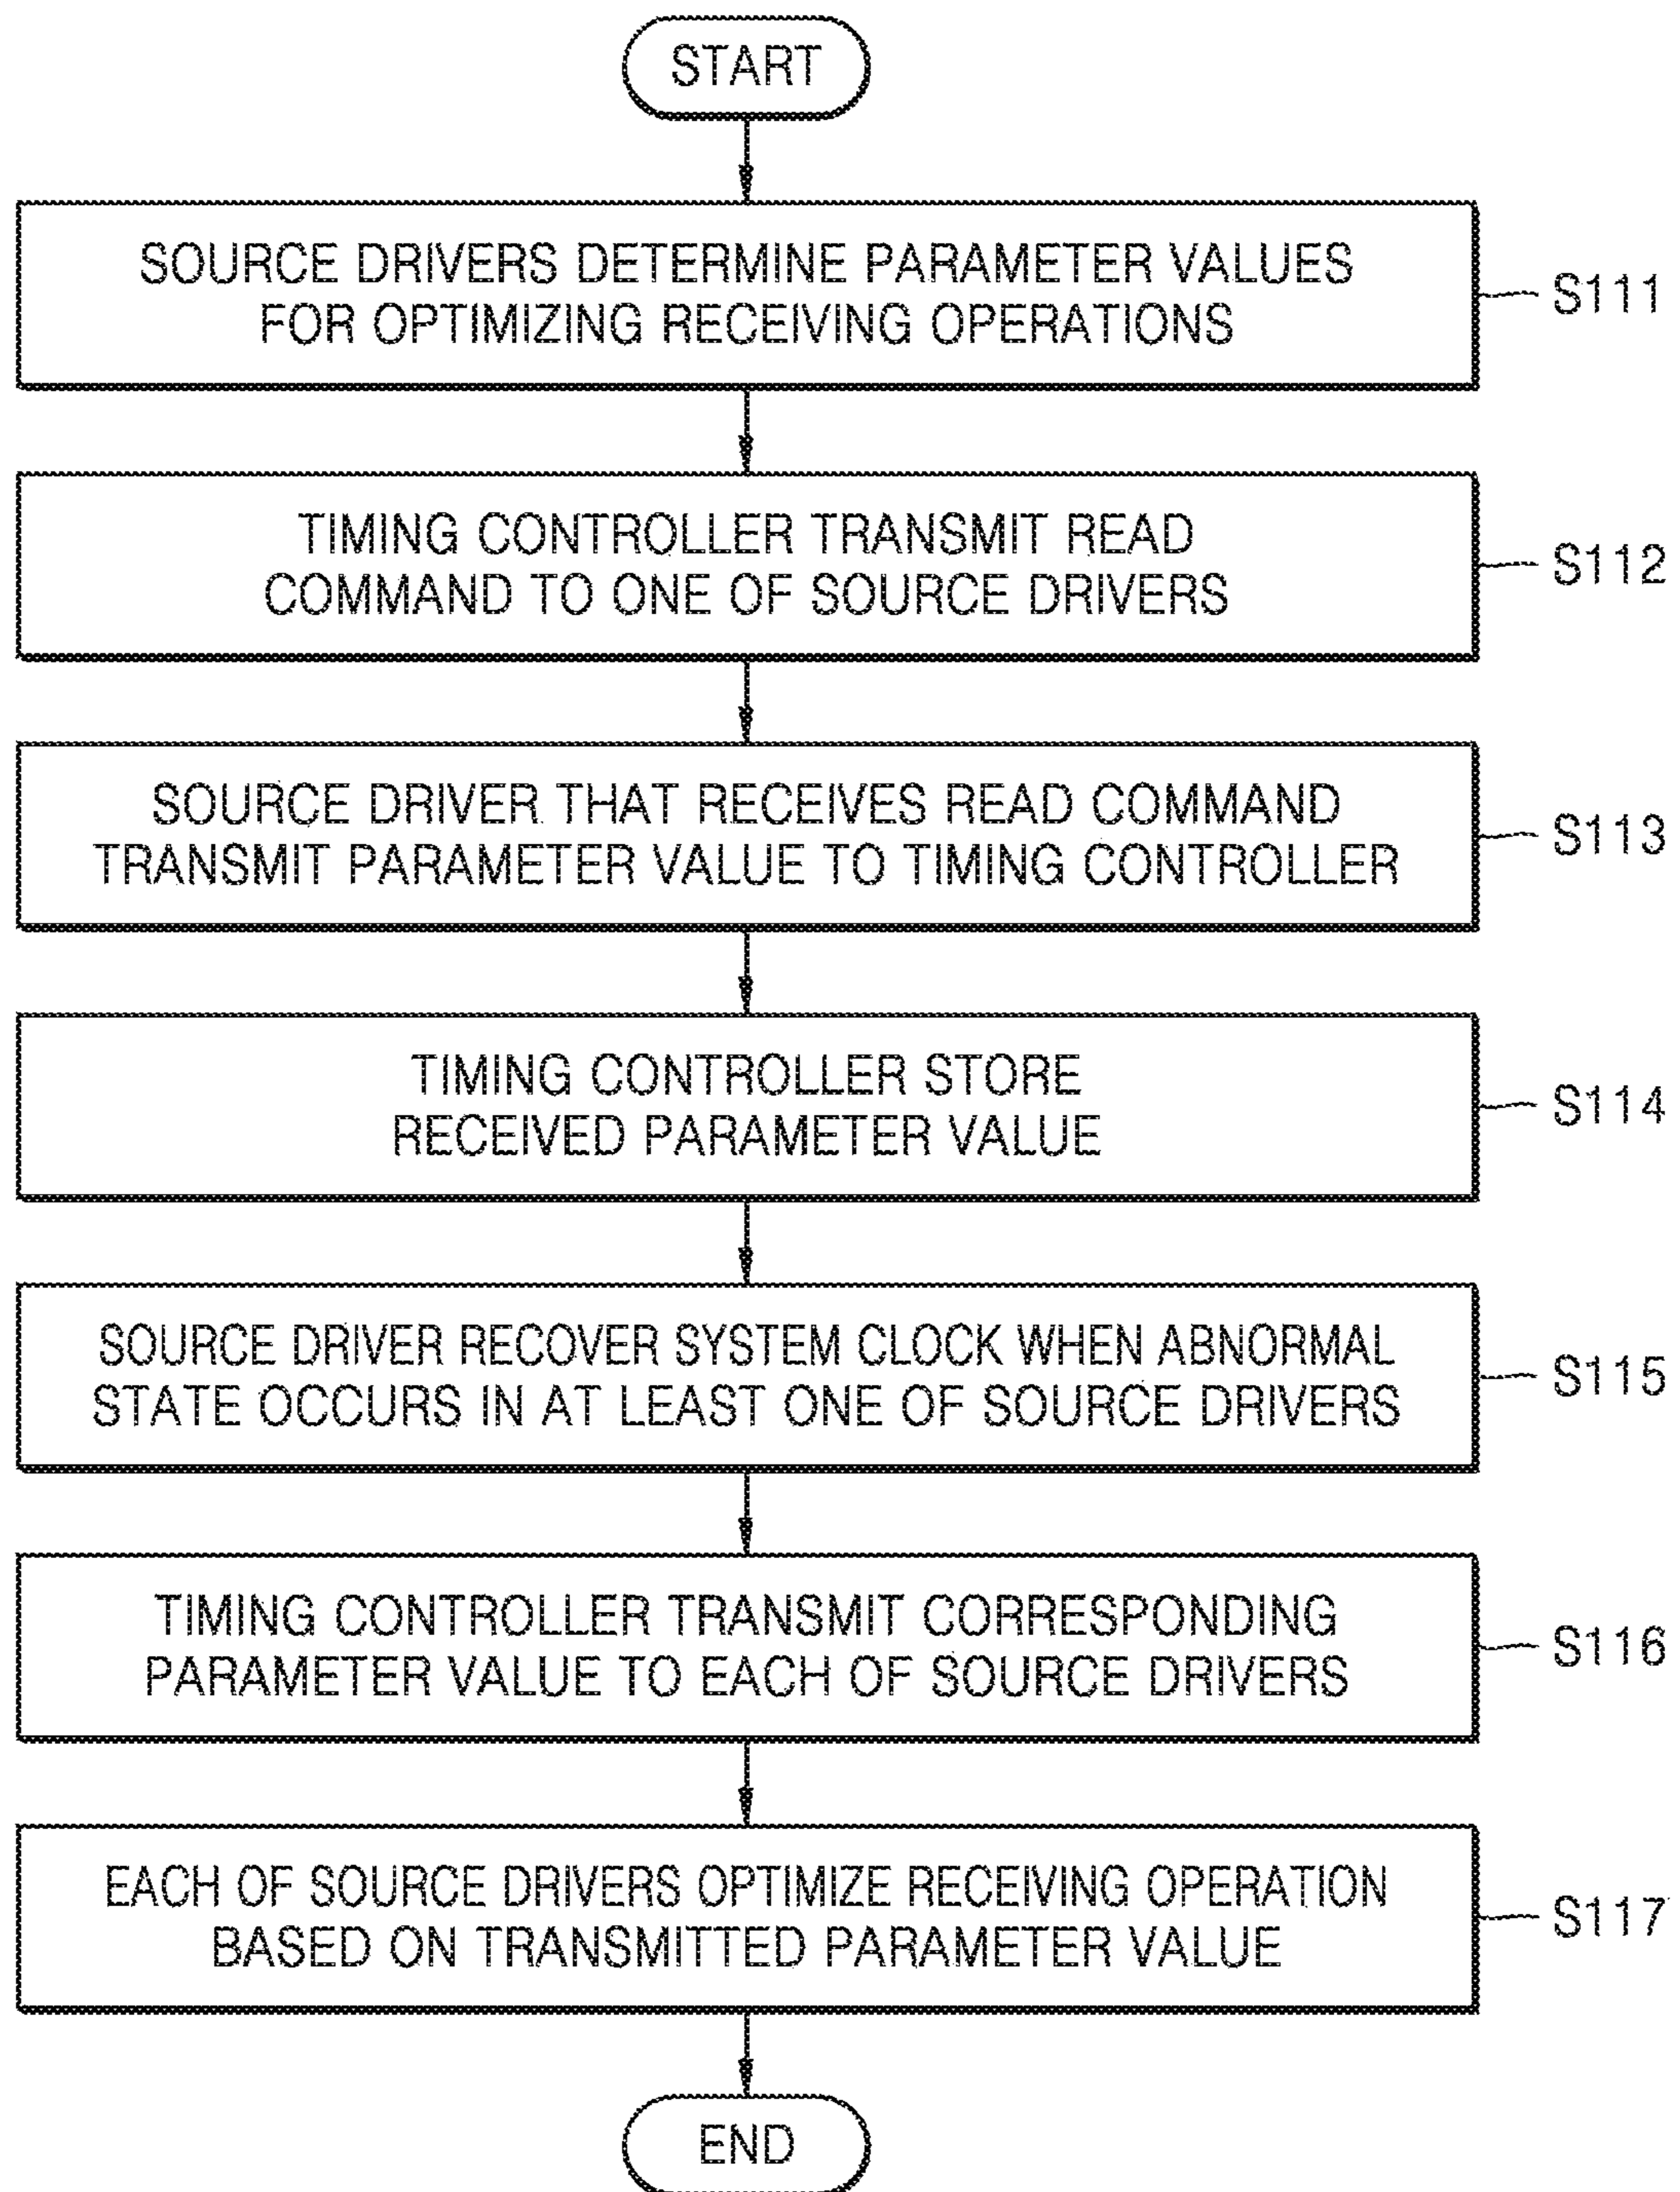 START
SOURCE DRIVERS DETERMINE PARAMETER VALUES
FOR OPTIMIZING RECEIVING OPERATIONS
S111
TIMING CONTROLLER TRANSMIT READ
COMMAND TO ONE OF SOURCE DRIVERS
S112
SOURCE DRIVER THAT RECEIVES READ COMMAND
TRANSMIT PARAMETER VALUE TO TIMING CONTROLLER
S113
TIMING CONTROLLER STORE
RECEIVED PARAMETER VALUE
S114
SOURCE DRIVER RECOVER SYSTEM CLOCK WHEN ABNORMAL
STATE OCCURS IN AT LEAST ONE OF SOURCE DRIVERS
S115
TIMING CONTROLLER TRANSMIT CORRESPONDING
PARAMETER VALUE TO EACH OF SOURCE DRIVERS
S116
EACH OF SOURCE DRIVERS OPTIMIZE RECEIVING OPERATION
BASED ON TRANSMITTED PARAMETER VALUE
S117
END